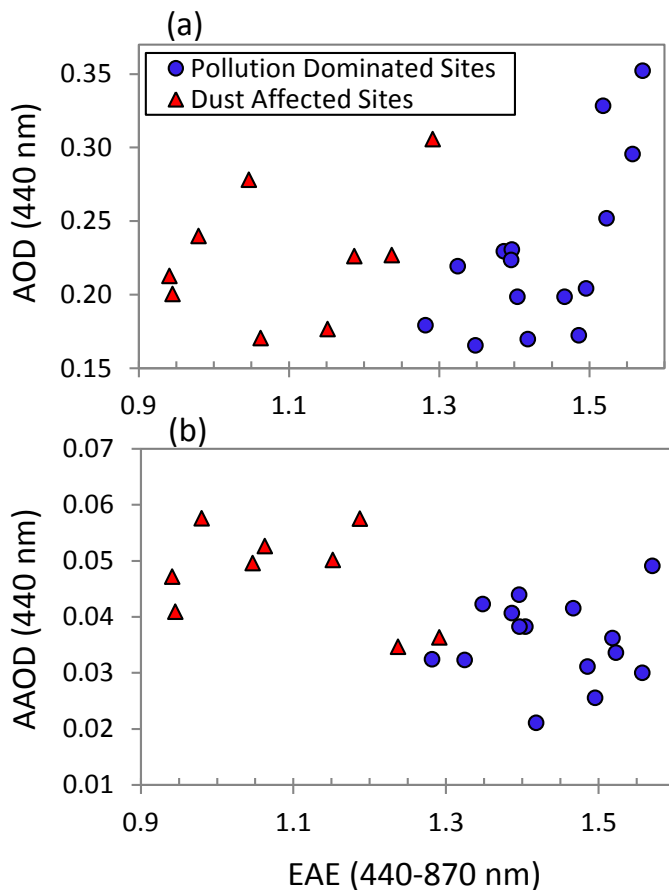 (a)
Pollution Dominated Sites
Dust Affected Sites
AOD (440 nm)
0.35
0.30
0.25
0.20
0.15
0.9 1.1 1.3 1.5
(b)
AAOD (440 nm)
0.07
0.06
0.05
0.04
0.03
0.02
0.01
0.9 1.1 1.3 1.5
EAE (440-870 nm)